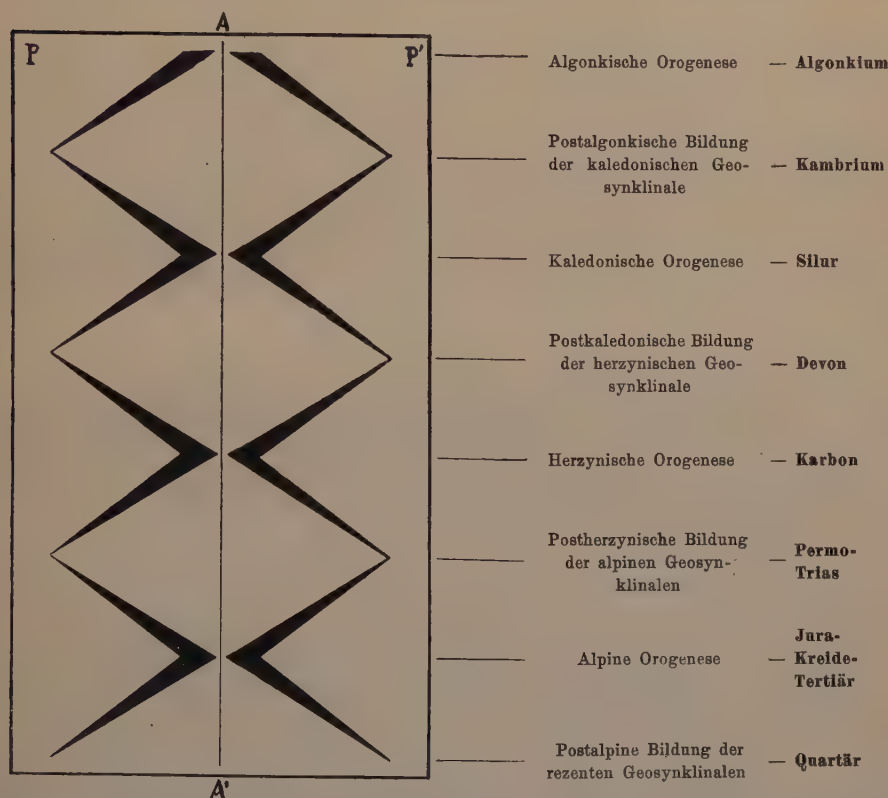 A
P
P'
Algonkische Orogenese — Algonkium
Postalgonkische Bildung
der kaledonischen Geo-
synklinale
— Kambrium
Kaledonische Orogenese — Silur
Postkaledonische Bildung
der herzynischen Geo-
synklinale
— Devon
Herzynische Orogenese — Karbon
Postherzynische Bildung
der alpinen Geosyn-
klinalen
— Permo-
Trias
Alpine Orogenese
Jura-
— Kreide-
Tertiär
Postalpine Bildung der
rezenten Geosynklinalen
— Quartär
A'